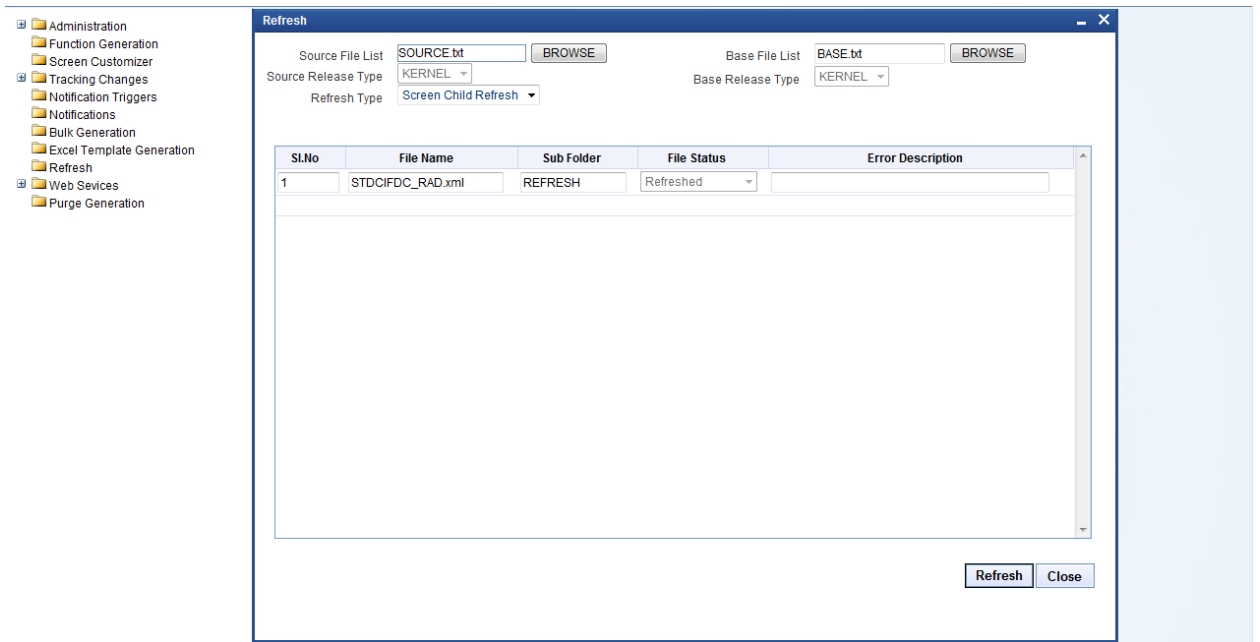 Administration
Function Generation
Screen Customizer
Tracking Changes
Notification Triggers
Notifications
Bulk Generation
Excel Template Generation
Refresh
Web Sevices
Purge Generation
Refresh
Source File List SOURCE.txt BROWSE Base File List BASE.txt BROWSE
Source Release Type KERNEL Base Release Type KERNEL
Refresh Type Screen Child Refresh
Sl.No File Name Sub Folder File Status Error Description
1 STDCIFDC_RAD.xml REFRESH Refreshed
Refresh Close